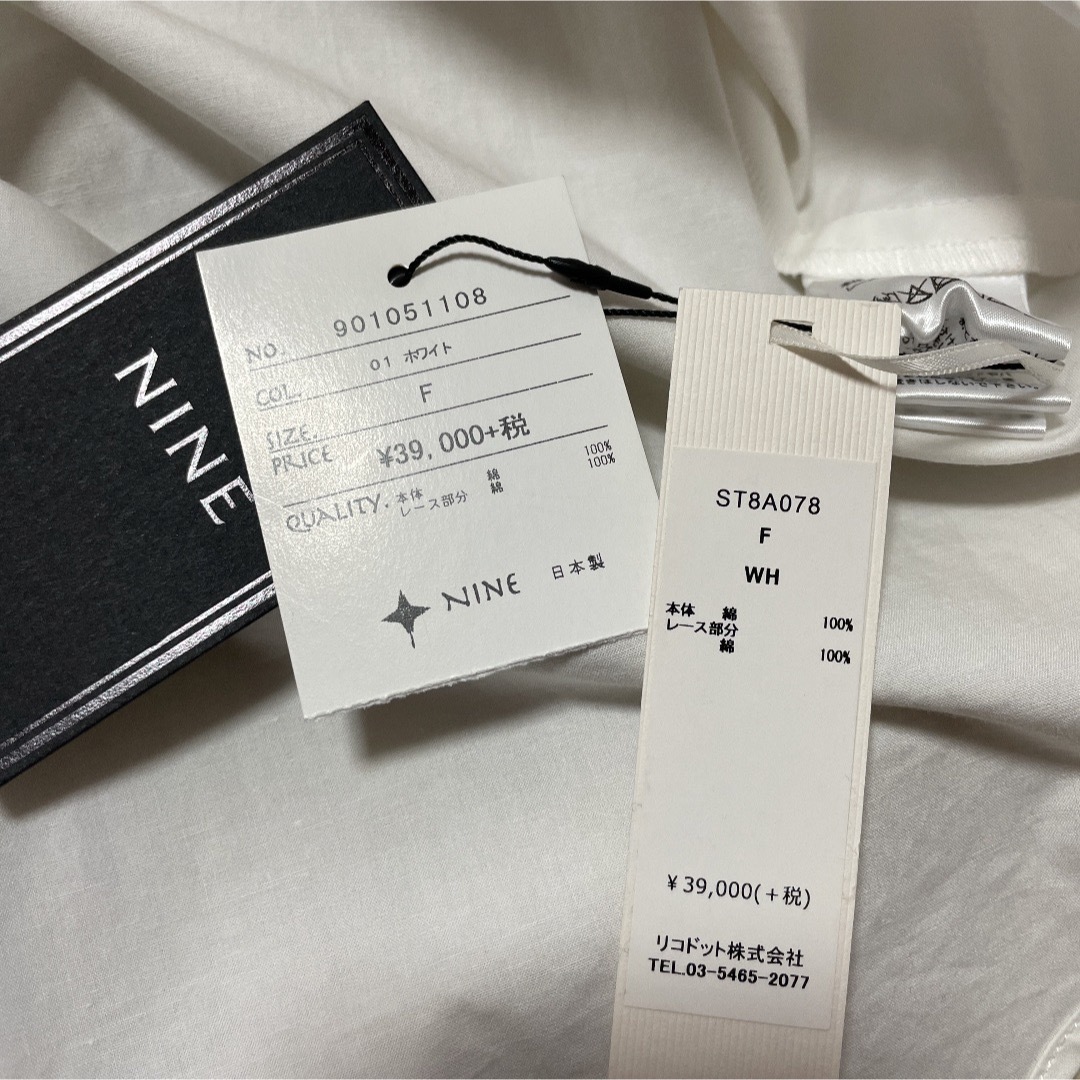 NINE
NO. 901051108
COL. 01 ホワイト
SIZE. F
PRICE ¥39,000+税
QUALITY. 本体 綿 100%
レース部分 綿 100%
NINE 日本製
ST8A078
F
WH
本体 綿 100%
レース部分
綿 100%
¥39,000(+税)
リコドット株式会社
TEL.03-5465-2077